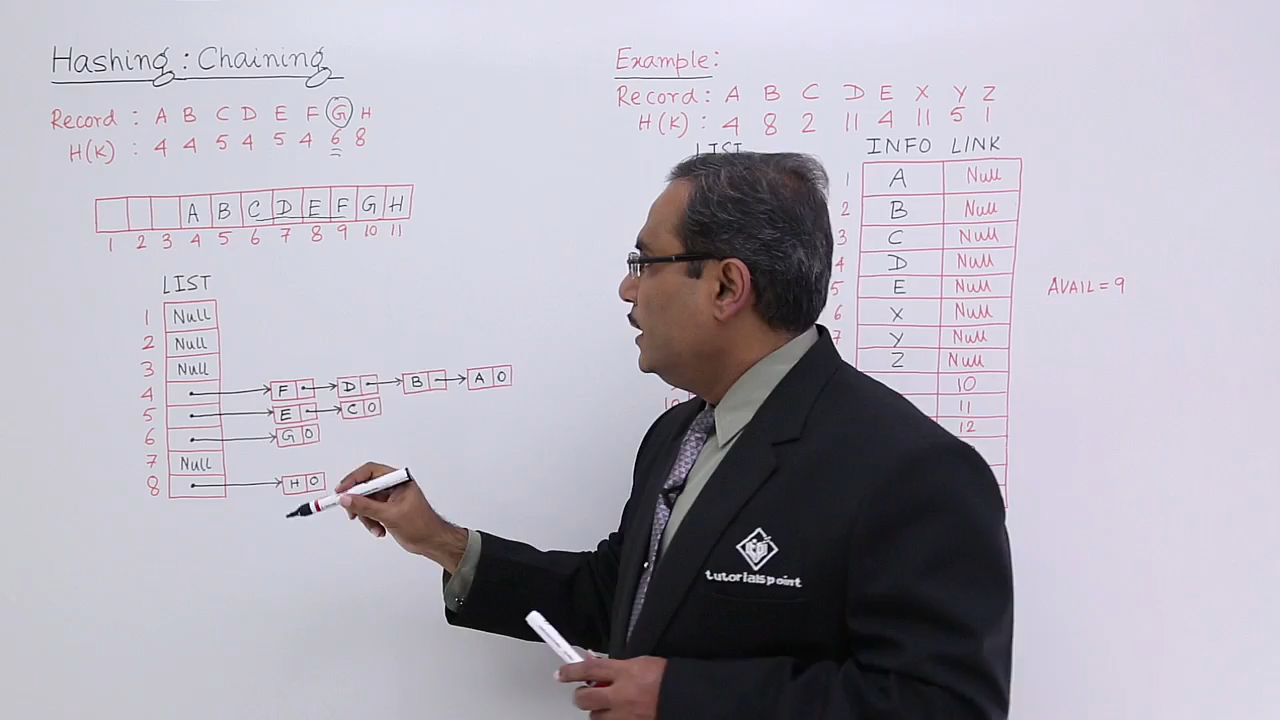 Hashing : Chaining
Record : A B C D E F G H
H(K) : 4 4 5 4 5 4 6 8
A B C D E F G H
1 2 3 4 5 6 7 8 9 10 11
LIST
1 Null
2 Null
3 Null
4 F D B A 0
5 E C 0
6 G 0
7 Null
8 H 0
Example:
Record : A B C D E X Y Z
H(K) : 4 8 2 11 4 11 5 1
LIST INFO LINK
1 A Null
2 B Null
3 C Null
4 D Null
5 E Null
6 X Null
7 Y Null
Z Null
10
10 11
12
AVAIL = 9
tutorialspoint